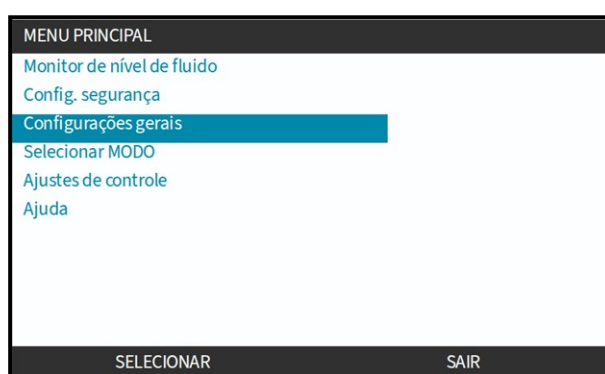 MENU PRINCIPAL
Monitor de nível de fluido
Config. segurança
Configurações gerais
Selecionar MODO
Ajustes de controle
Ajuda
SELECIONAR SAIR